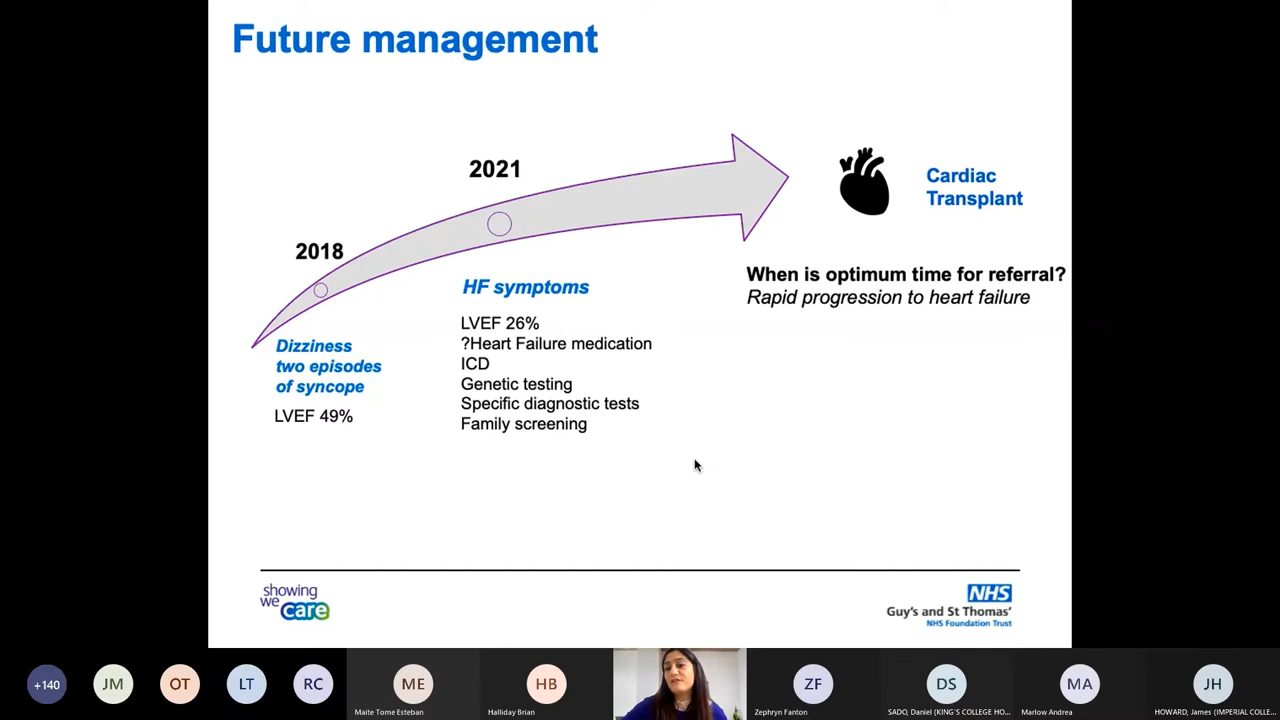 Future management
2021
2018
Cardiac
Transplant
When is optimum time for referral?
Rapid progression to heart failure
HF symptoms
LVEF 26%
?Heart Failure medication
ICD
Genetic testing
Specific diagnostic tests
Family screening
Dizziness
two episodes
of syncope
LVEF 49%
showing
we care
NHS
Guy's and St Thomas'
NHS Foundation Trust
+140
JM
OT
LT
RC
ME
HB
ZF
DS
MA
JH
Maite Tome Esteban
Halliday Brian
Zephryn Fanton
SADO, Daniel (KING'S COLLEGE HO...
Marlow Andrea
HOWARD, James (IMPERIAL COLLE...